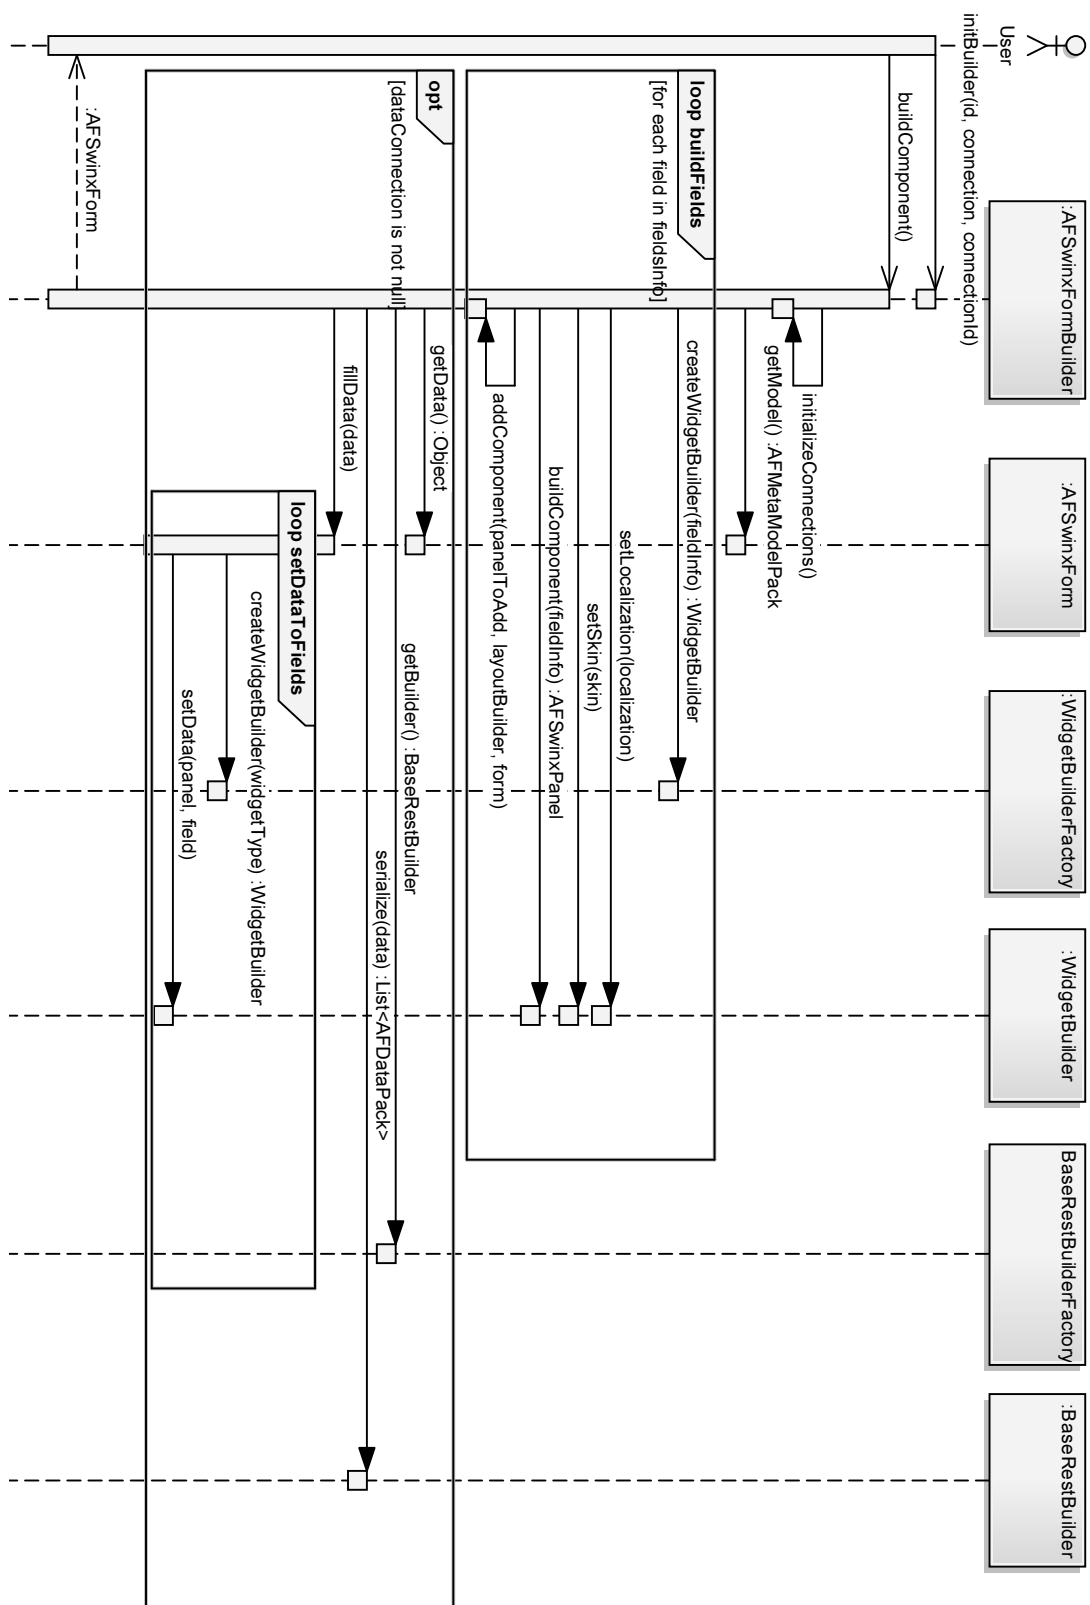 User
:AFSwinxFormBuilder
:AFSwinxForm
:WidgetBuilderFactory
:WidgetBuilder
BaseRestBuilderFactory
:BaseRestBuilder
initBuilder(id, connection, connectionId)
buildComponent()
initializeConnections()
getModel() :AFMetaModelPack
loop buildFields
[for each field in fieldsInfo]
createWidgetBuilder(fieldInfo) :WidgetBuilder
setLocalization(localization)
setSkin(skin)
buildComponent(fieldInfo) :AFSwinxPanel
addComponent(panelToAdd, layoutBuilder, form)
opt
[dataConnection is not null]
getData() :Object
getBuilder() :BaseRestBuilder
serialize(data) :List<AFDataPack>
fillData(data)
loop setDataToFields
createWidgetBuilder(widgetType) :WidgetBuilder
setData(panel, field)
:AFSwinxForm